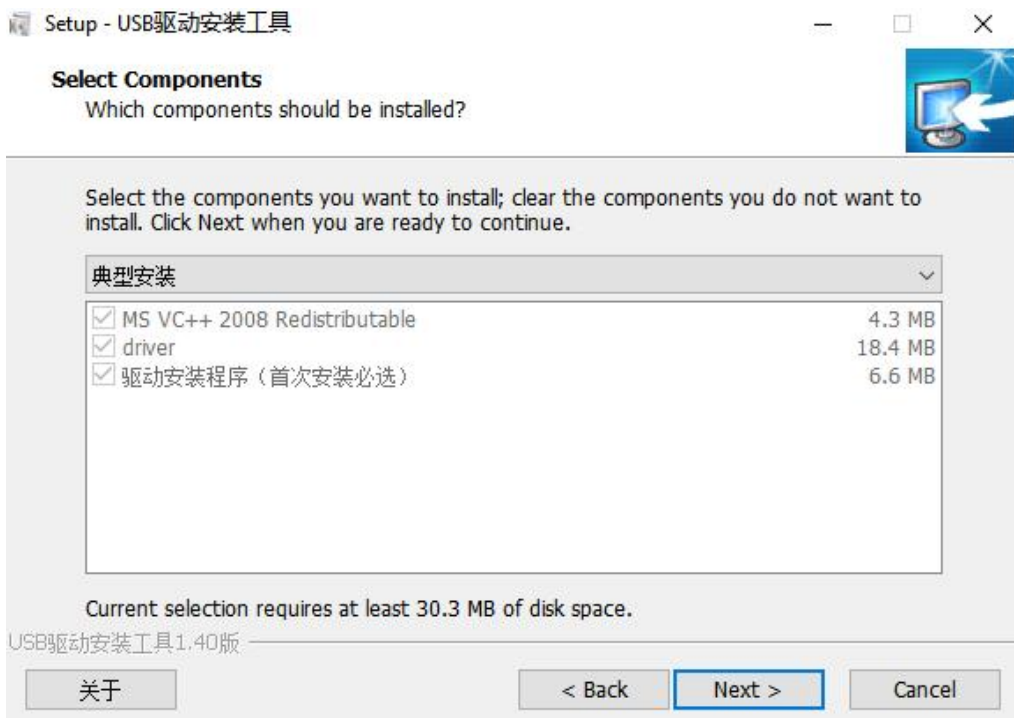 Setup - USB驱动安装工具
Select Components
Which components should be installed?
Select the components you want to install; clear the components you do not want to
install. Click Next when you are ready to continue.
典型安装
MS VC++ 2008 Redistributable 4.3 MB
driver 18.4 MB
驱动安装程序（首次安装必选） 6.6 MB
Current selection requires at least 30.3 MB of disk space.
USB驱动安装工具1.40版
关于 < Back Next > Cancel